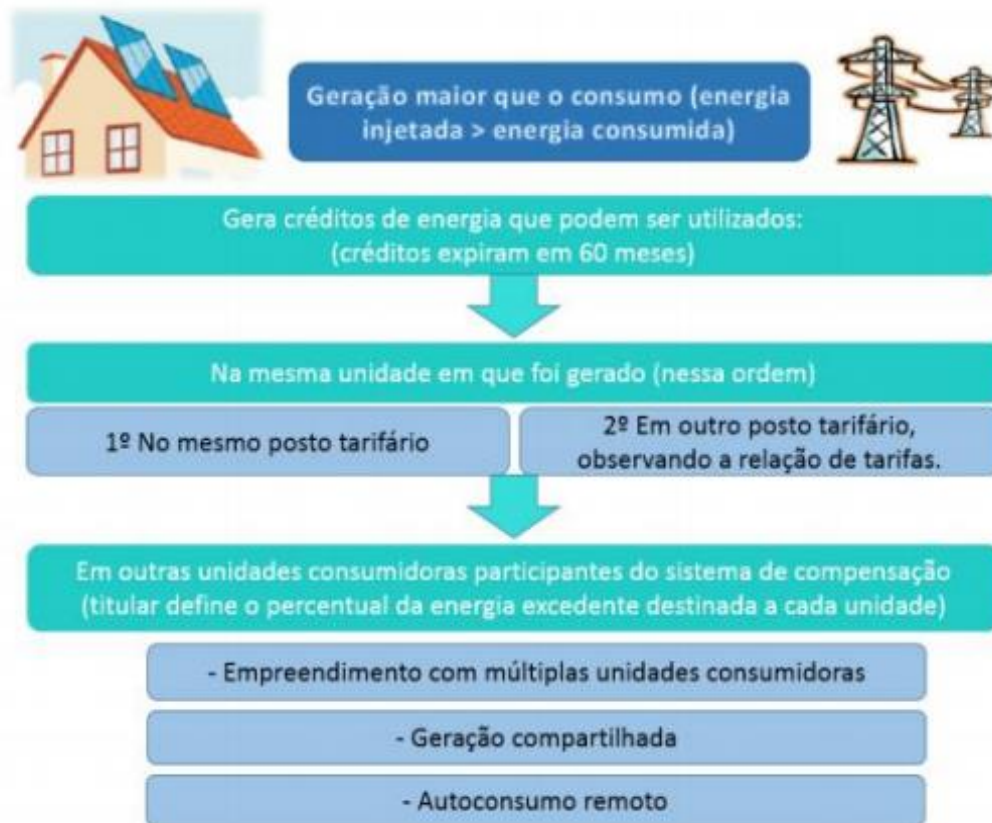 Geração maior que o consumo (energia
injetada > energia consumida)
Gera créditos de energia que podem ser utilizados:
(créditos expiram em 60 meses)
Na mesma unidade em que foi gerado (nessa ordem)
1º No mesmo posto tarifário
2º Em outro posto tarifário,
observando a relação de tarifas.
Em outras unidades consumidoras participantes do sistema de compensação
(titular define o percentual da energia excedente destinada a cada unidade)
- Empreendimento com múltiplas unidades consumidoras
- Geração compartilhada
- Autoconsumo remoto